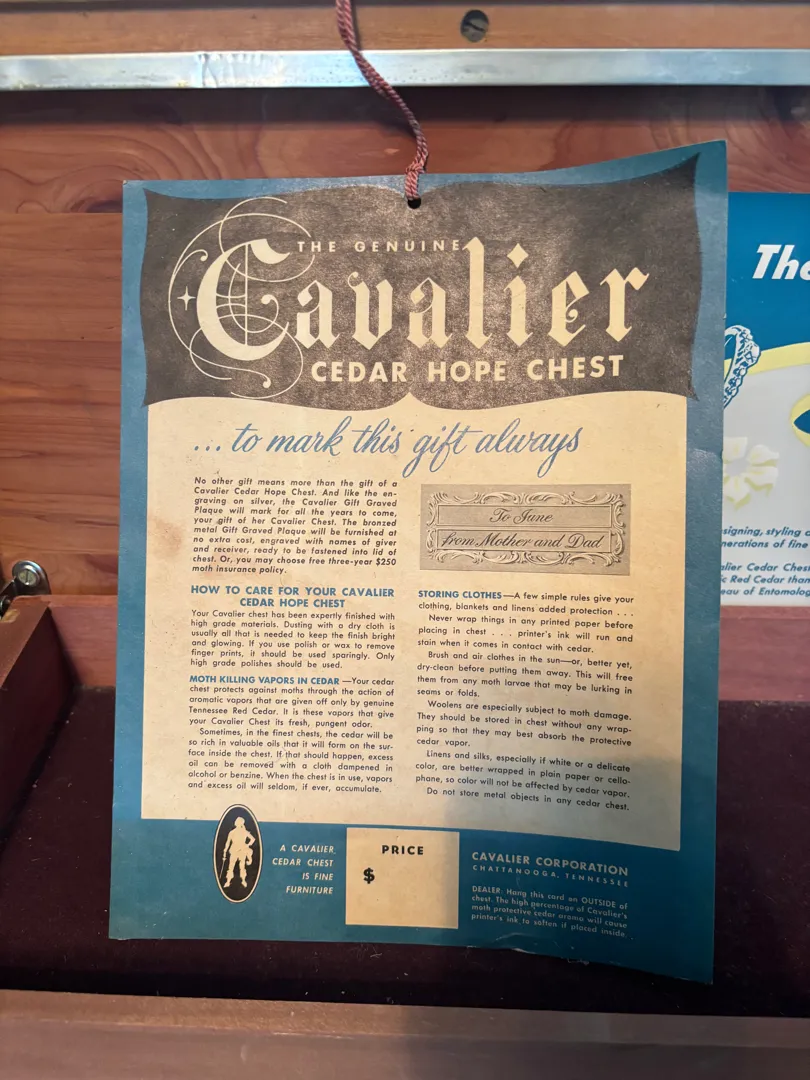 THE GENUINE
Cavalier
CEDAR HOPE CHEST
... to mark this gift always
No other gift means more than the gift of a
Cavalier Cedar Hope Chest. And like the en-
graving on silver, the Cavalier Gift Graved
Plaque will mark for all the years to come,
your gift of her Cavalier Chest. The bronzed
metal Gift Graved Plaque will be furnished at
no extra cost, engraved with names of giver
and receiver, ready to be fastened into lid of
chest. Or, you may choose free three-year $250
moth insurance policy.
HOW TO CARE FOR YOUR CAVALIER
CEDAR HOPE CHEST
Your Cavalier chest has been expertly finished with
high grade materials. Dusting with a dry cloth is
usually all that is needed to keep the finish bright
and glowing. If you use polish or wax to remove
finger prints, it should be used sparingly. Only
high grade polishes should be used.
MOTH KILLING VAPORS IN CEDAR —Your cedar
chest protects against moths through the action of
aromatic vapors that are given off only by genuine
Tennessee Red Cedar. It is these vapors that give
your Cavalier Chest its fresh, pungent odor.
Sometimes, in the finest chests, the cedar will be
so rich in valuable oils that it will form on the sur-
face inside the chest. If that should happen, excess
oil can be removed with a cloth dampened in
alcohol or benzine. When the chest is in use, vapors
and excess oil will seldom, if ever, accumulate.
To June
from Mother and Dad
STORING CLOTHES—A few simple rules give your
clothing, blankets and linens added protection . . .
Never wrap things in any printed paper before
placing in chest . . . printer's ink will run and
stain when it comes in contact with cedar.
Brush and air clothes in the sun—or, better yet,
dry-clean before putting them away. This will free
them from any moth larvae that may be lurking in
seams or folds.
Woolens are especially subject to moth damage.
They should be stored in chest without any wrap-
ping so that they may best absorb the protective
cedar vapor.
Linens and silks, especially if white or a delicate
color, are better wrapped in plain paper or cello-
phane, so color will not be affected by cedar vapor.
Do not store metal objects in any cedar chest.
A CAVALIER
CEDAR CHEST
IS FINE
FURNITURE
PRICE
$
CAVALIER CORPORATION
CHATTANOOGA, TENNESSEE
DEALER: Hang this card on OUTSIDE of
chest. The high percentage of Cavalier's
moth protective cedar aroma will cause
printer's ink to soften if placed inside.
The
signing, styling
nerations of fine
alier Cedar Ches
Red Cedar than
eau of Entomolog